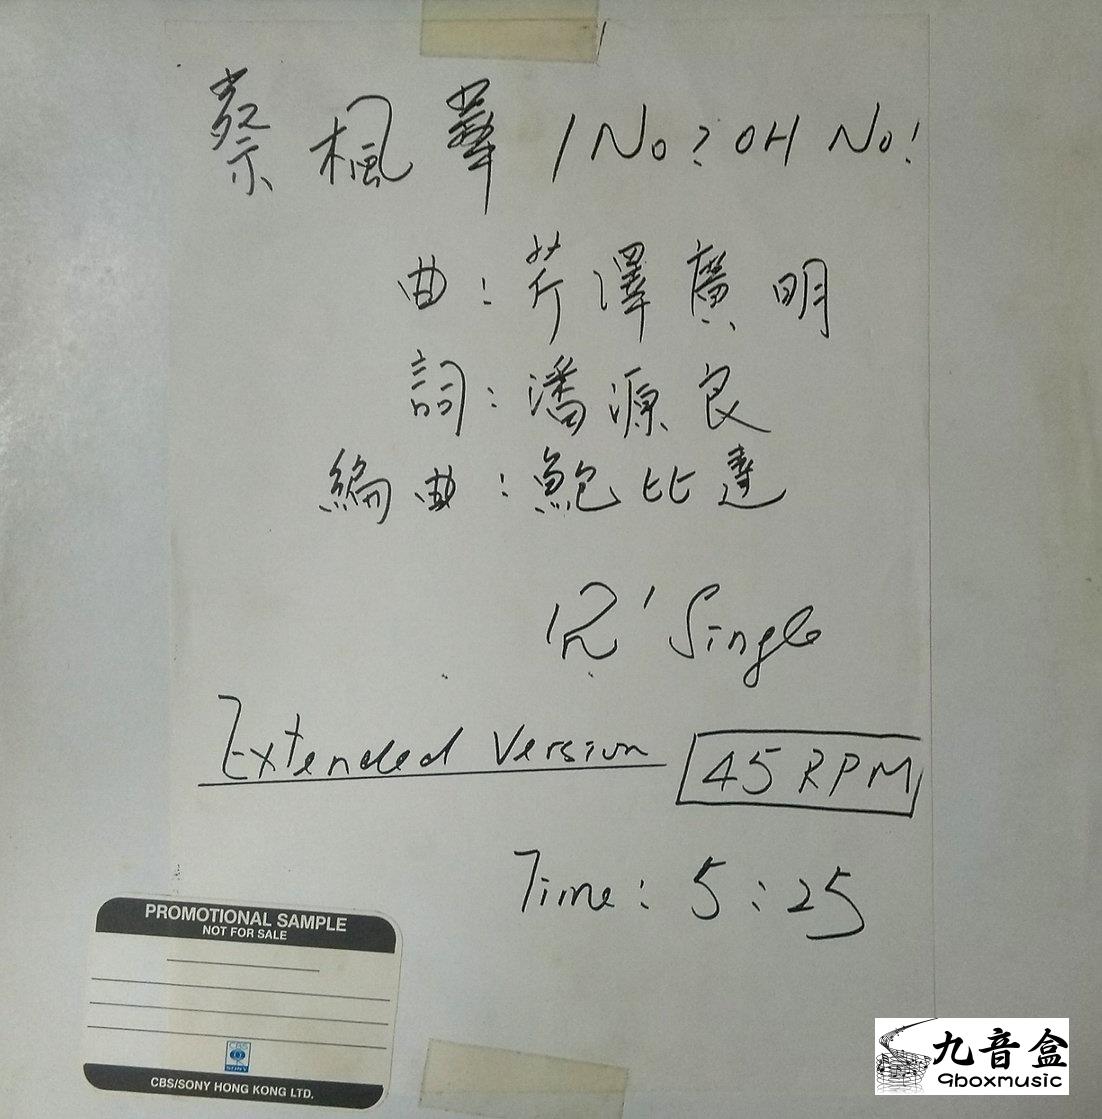 蔡楓華 / No? OH No!
曲:芹澤廣明
詞:潘源良
編曲:鮑比達
12' Single
Extended Version 45 RPM
Time: 5:25
PROMOTIONAL SAMPLE
NOT FOR SALE
CBS
SONY
CBS/SONY HONG KONG LTD.
九音盒
9boxmusic